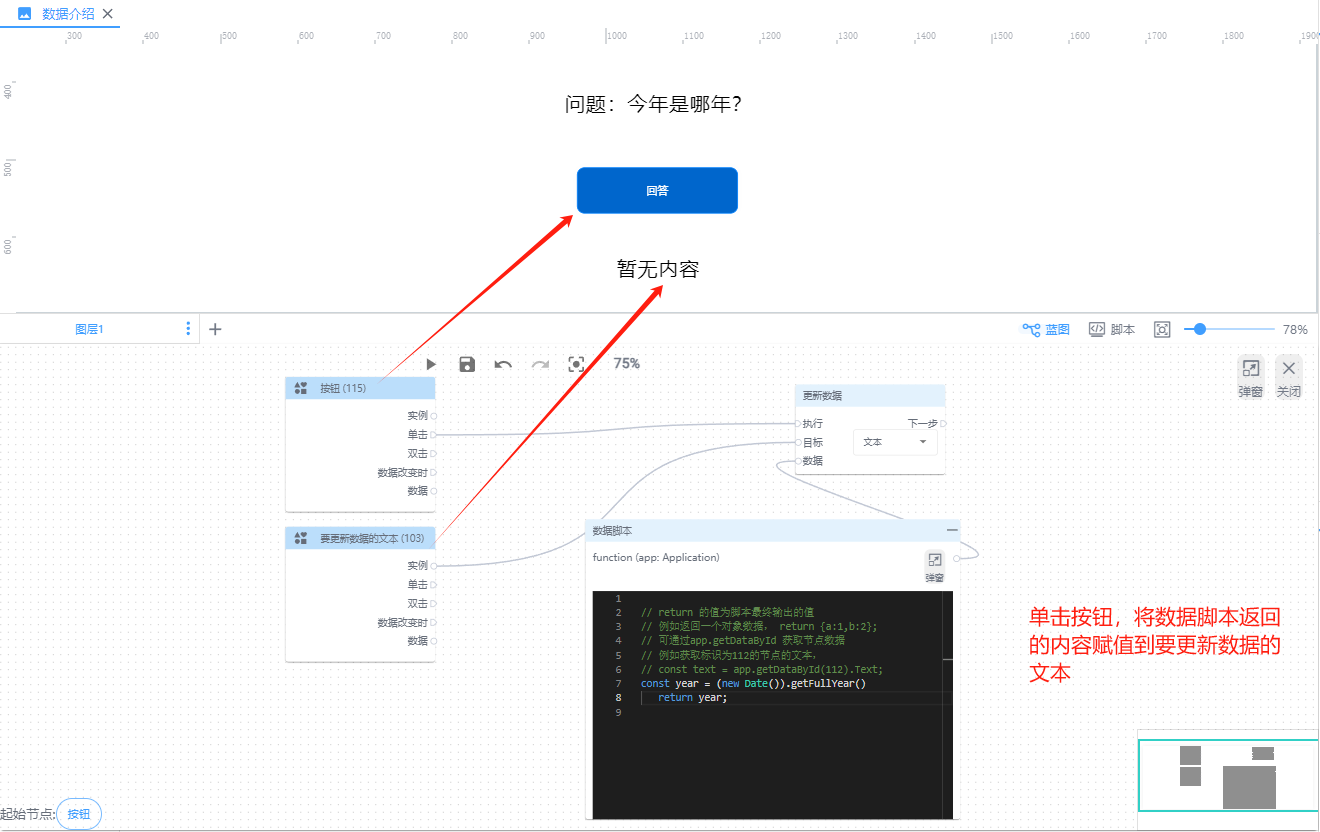 数据介绍
300 400 500 600 700 800 900 1000 1100 1200 1300 1400 1500 1600 1700 1800 1900
400
500
600
问题：今年是哪年？
回答
暂无内容
图层1
蓝图 脚本 78%
75%
弹窗 关闭
按钮 (115)
实例
单击
双击
数据改变时
数据
更新数据
执行 下一步
目标 文本
数据
要更新数据的文本 (103)
实例
单击
双击
数据改变时
数据
数据脚本
function (app: Application)
弹窗
1
2 // return 的值为脚本最终输出的值
3 // 例如返回一个对象数据， return {a:1,b:2};
4 // 可通过app.getDataById 获取节点数据
5 // 例如获取标识为112的节点的文本，
6 // const text = app.getDataById(112).Text;
7 const year = (new Date()).getFullYear()
8 return year;
9
单击按钮，将数据脚本返回
的内容赋值到要更新数据的
文本
起始节点: 按钮